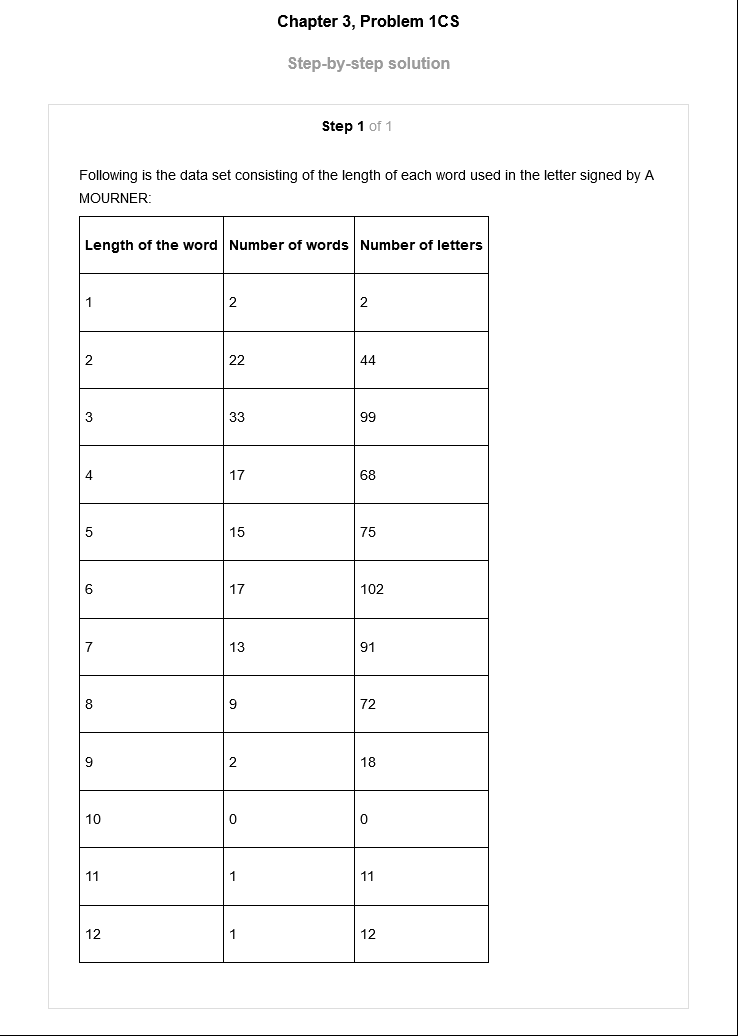 Chapter 3, Problem 1CS
Step-by-step solution
Step 1 of 1
Following is the data set consisting of the length of each word used in the letter signed by A
MOURNER:
Length of the word Number of words Number of letters
1 2 2
2 22 44
3 33 99
4 17 68
5 15 75
6 17 102
7 13 91
8 9 72
9 2 18
10 0 0
11 1 11
12 1 12